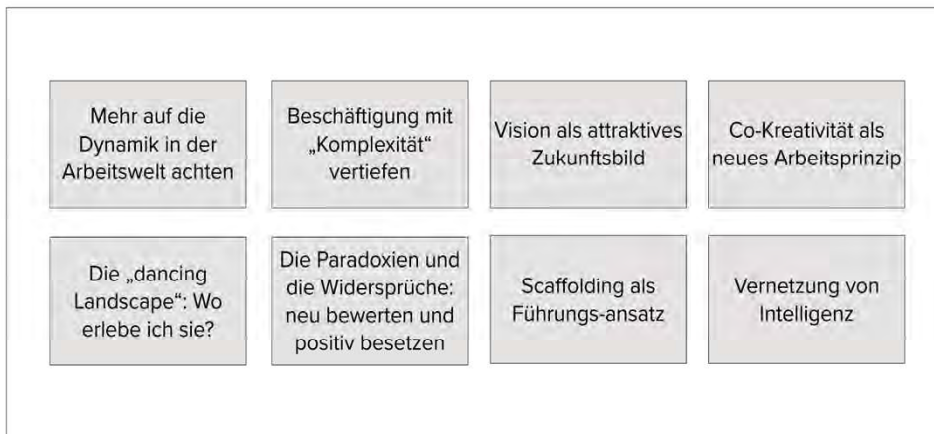 Mehr auf die
Dynamik in der
Arbeitswelt achten
Beschäftigung mit
„Komplexität“
vertiefen
Vision als attraktives
Zukunftsbild
Co-Kreativität als
neues Arbeitsprinzip
Die „dancing
Landscape“: Wo
erlebe ich sie?
Die Paradoxien und
die Widersprüche:
neu bewerten und
positiv besetzen
Scaffolding als
Führungs-ansatz
Vernetzung von
Intelligenz